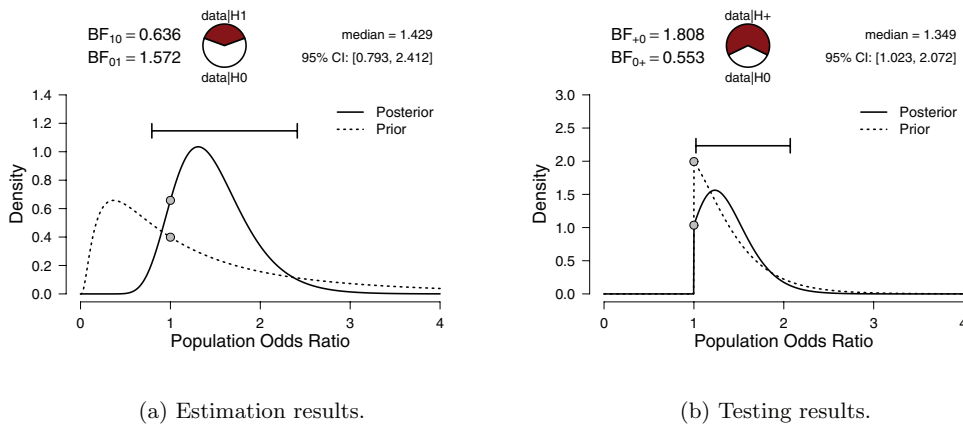 data|H1
BF10 = 0.636
BF01 = 1.572
data|H0
median = 1.429
95% CI: [0.793, 2.412]
1.4
1.2
1.0
0.8
0.6
0.4
0.2
0.0
Density
Posterior
Prior
0 1 2 3 4
Population Odds Ratio
(a) Estimation results.
data|H+
BF+0 = 1.808
BF0+ = 0.553
data|H0
median = 1.349
95% CI: [1.023, 2.072]
3.0
2.5
2.0
1.5
1.0
0.5
0.0
Density
Posterior
Prior
0 1 2 3 4
Population Odds Ratio
(b) Testing results.